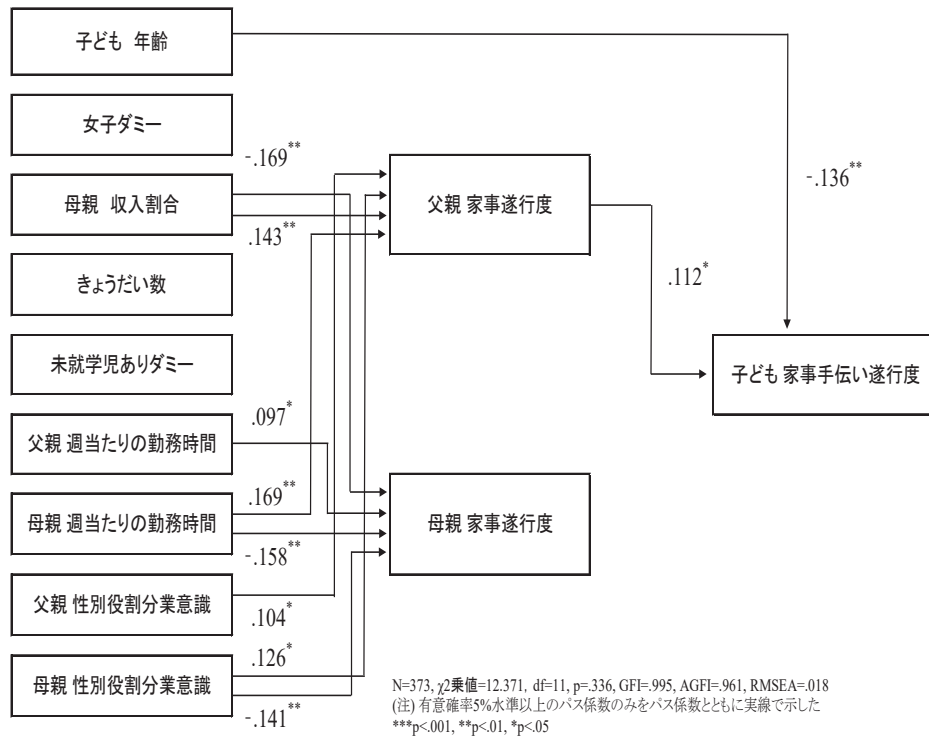 子ども 年齢
女子ダミー
-.169**
母親 収入割合
.143**
父親 家事遂行度
-.136**
きょうだい数
.112*
未就学児ありダミー
子ども 家事手伝い遂行度
.097*
父親 週当たりの勤務時間
.169**
母親 週当たりの勤務時間
-.158**
母親 家事遂行度
父親 性別役割分業意識
.104*
.126*
母親 性別役割分業意識
-.141**
N=373, χ2乗値=12.371, df=11, p=.336, GFI=.995, AGFI=.961, RMSEA=.018
(注) 有意確率5%水準以上のパス係数のみをパス係数とともに実線で示した
***p<.001, **p<.01, *p<.05